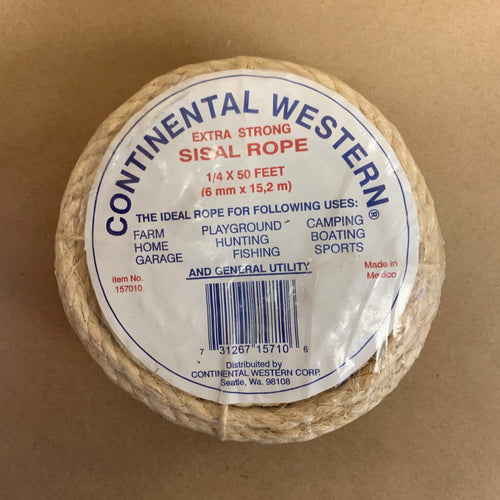 CONTINENTAL WESTERN®
EXTRA STRONG
SISAL ROPE
1/4 X 50 FEET
(6 mm x 15,2 m)
THE IDEAL ROPE FOR FOLLOWING USES:
FARM PLAYGROUND CAMPING
HOME HUNTING BOATING
GARAGE FISHING SPORTS
AND GENERAL UTILITY
item No.
157010
Made in
Mexico
7 31267 15710 6
Distributed by
CONTINENTAL WESTERN CORP.
Seattle, Wa. 98108